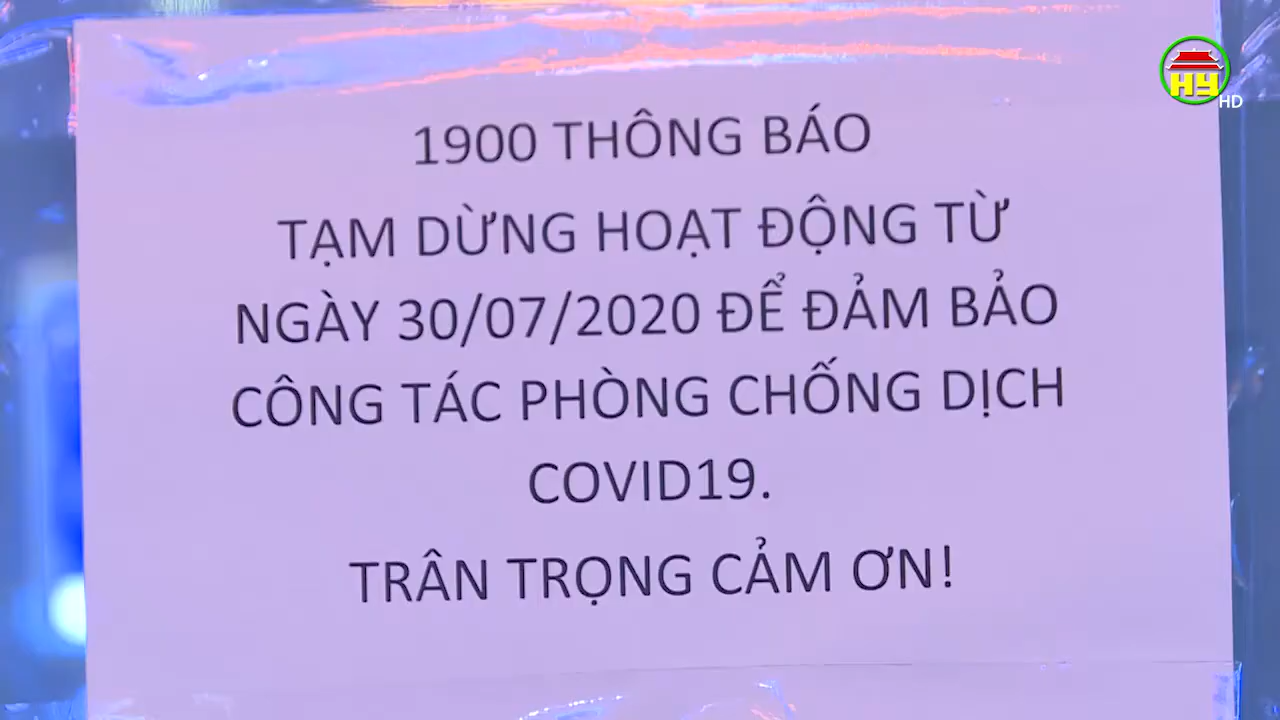 HY
HD
1900 THÔNG BÁO
TẠM DỪNG HOẠT ĐỘNG TỪ
NGÀY 30/07/2020 ĐỂ ĐẢM BẢO
CÔNG TÁC PHÒNG CHỐNG DỊCH
COVID19.
TRÂN TRỌNG CẢM ƠN!